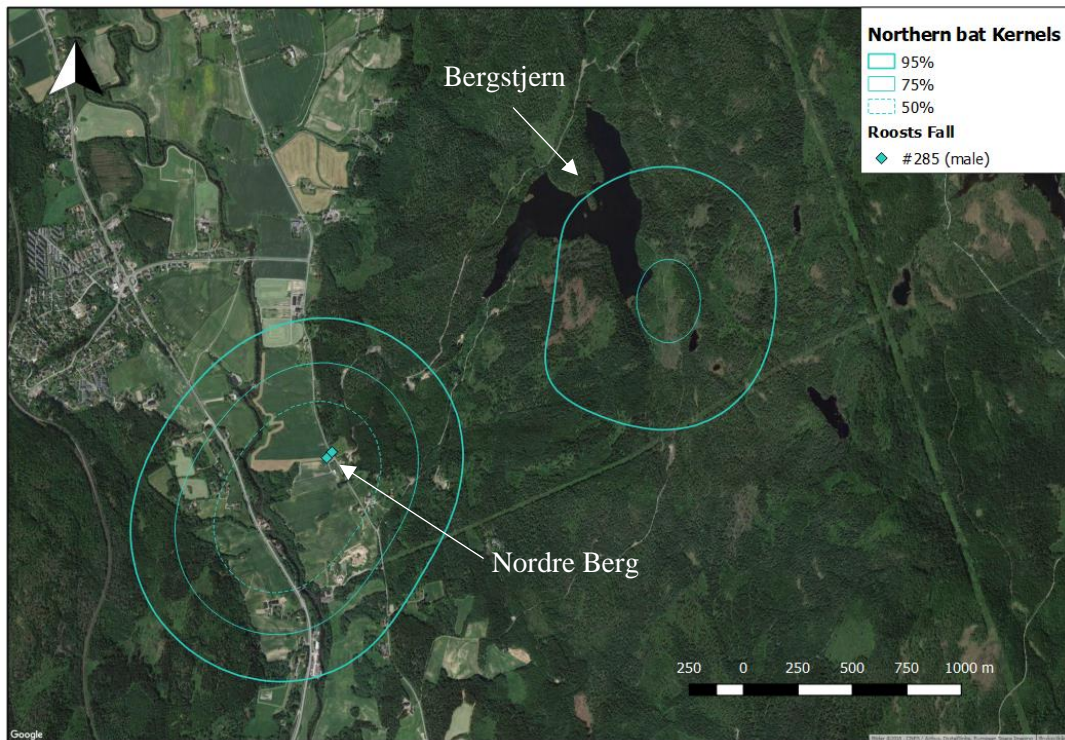 Northern bat Kernels
95%
75%
50%
Roosts Fall
#285 (male)
Bergstjern
Nordre Berg
250 0 250 500 750 1000 m
Google